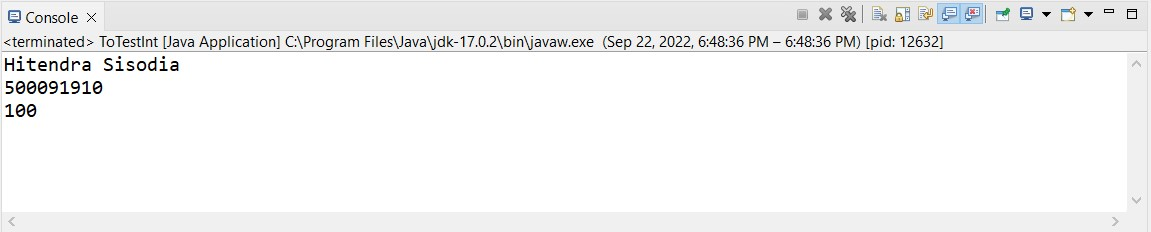 Console
<terminated> ToTestInt [Java Application] C:\Program Files\Java\jdk-17.0.2\bin\javaw.exe  (Sep 22, 2022, 6:48:36 PM – 6:48:36 PM) [pid: 12632]
Hitendra Sisodia
500091910
100